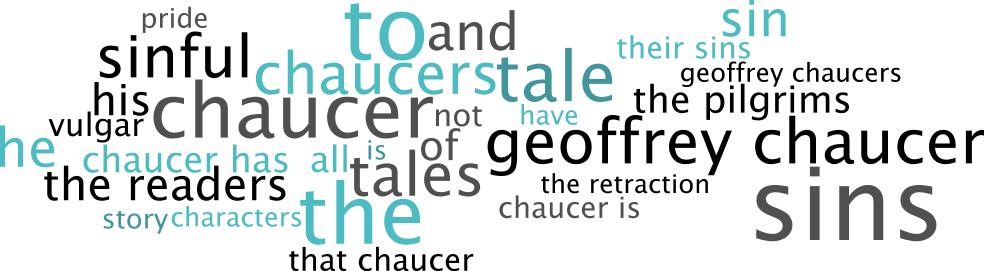 pride
to
and
sin
sinful
their sins
chaucers
tale
geoffrey chaucers
his
chaucer
not
have
the pilgrims
vulgar
he
chaucer has
all
is
of
geoffrey chaucer
the readers
tales
the retraction
sins
story
characters
the
chaucer is
that chaucer